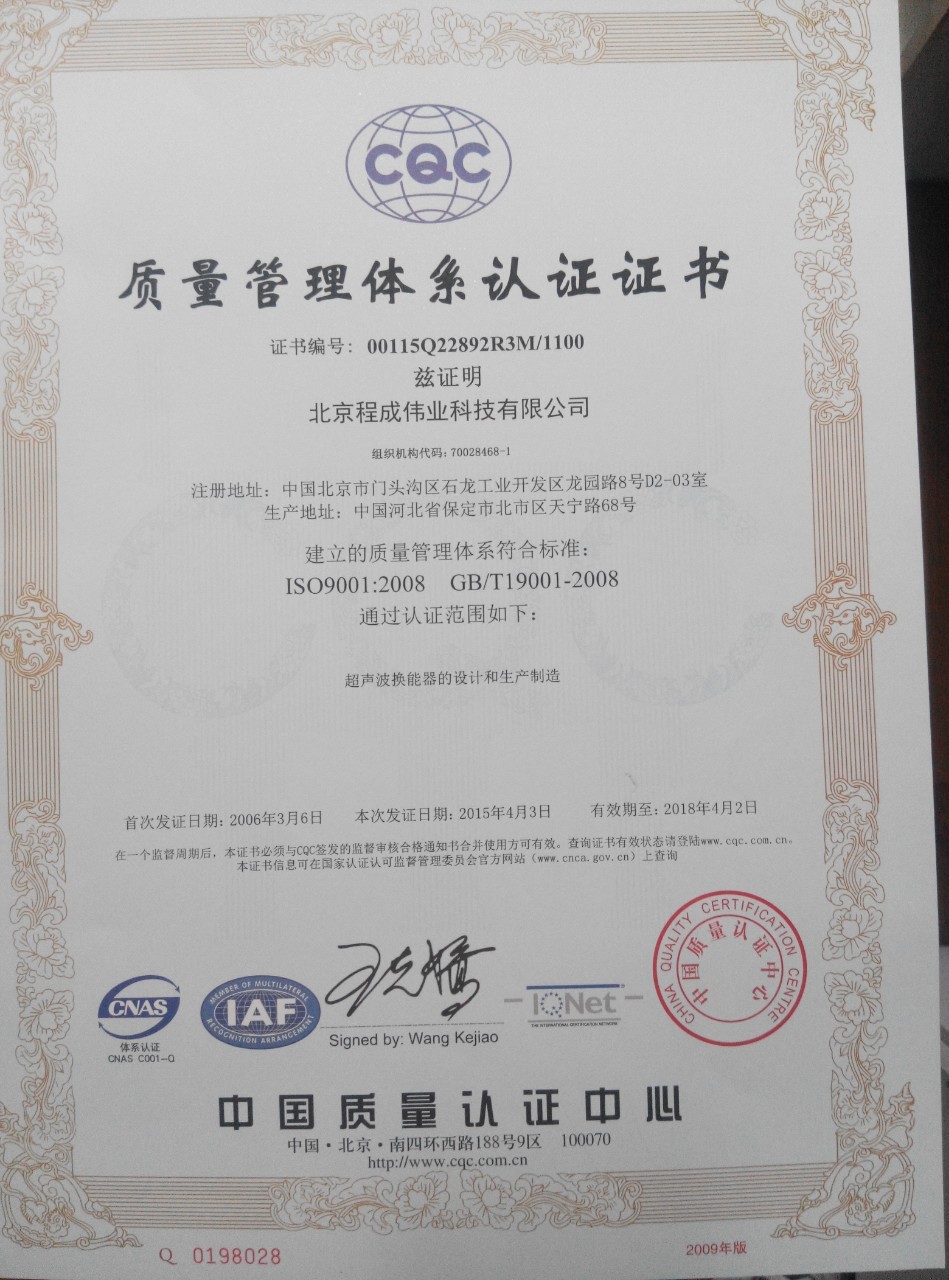 CQC
质量管理体系认证证书
证书编号: 00115Q22892R3M/1100
兹证明
北京程成伟业科技有限公司
组织机构代码: 70028468-1
注册地址: 中国北京市门头沟区石龙工业开发区龙园路8号D2-03室
生产地址: 中国河北省保定市北市区天宁路68号
建立的质量管理体系符合标准:
ISO9001:2008 GB/T19001-2008
通过认证范围如下:
超声波换能器的设计和生产制造
首次发证日期: 2006年3月6日 本次发证日期: 2015年4月3日 有效期至: 2018年4月2日
在一个监督周期后，本证书必须与CQC签发的监督审核合格通知书合并使用方可有效。查询证书有效状态请登陆www.cqc.com.cn。
本证书信息可在国家认证认可监督管理委员会官方网站（www.cnca.gov.cn）上查询
CNAS
体系认证
CNAS C001-Q
MEMBER OF MULTILATERAL
IAF
RECOGNITION ARRANGEMENT
王克娇
Signed by: Wang Kejiao
IQNet
THE INTERNATIONAL CERTIFICATION NETWORK
CHINA QUALITY CERTIFICATION CENTRE
中国质量认证中心
中国质量认证中心
中国·北京·南四环西路188号9区 100070
http://www.cqc.com.cn
Q 0198028
2009年版